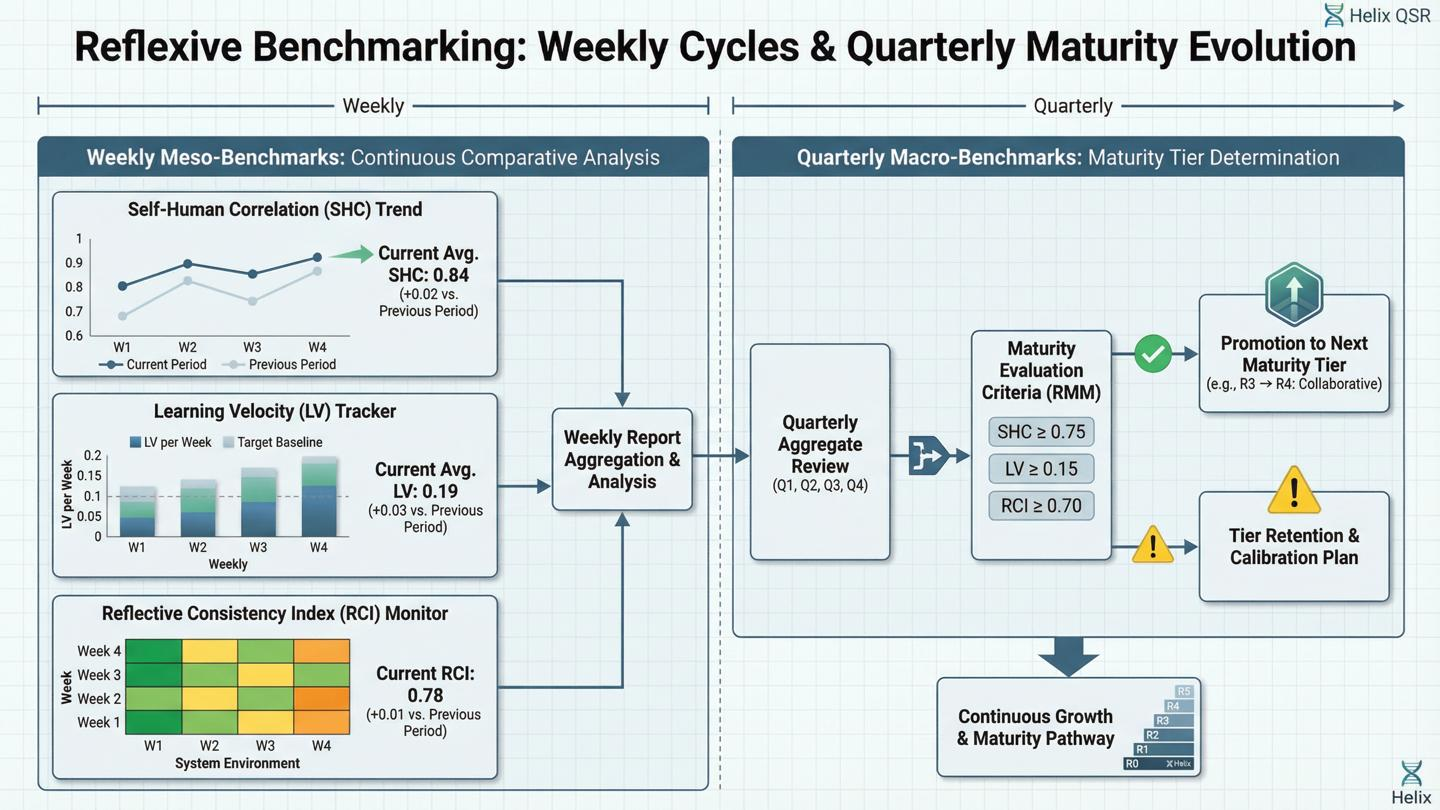 Helix QSR
Reflexive Benchmarking: Weekly Cycles & Quarterly Maturity Evolution
Weekly
Quarterly
Weekly Meso-Benchmarks: Continuous Comparative Analysis
Self-Human Correlation (SHC) Trend
1
0.9
0.8
0.7
0.6
W1 W2 W3 W4
Current Period Previous Period
Current Avg.
SHC: 0.84
(+0.02 vs.
Previous Period)
Learning Velocity (LV) Tracker
LV per Week Target Baseline
LV per Week
0.2
0.15
0.1
0.05
0
W1 W2 W3 W4
Weekly
Current Avg.
LV: 0.19
(+0.03 vs. Previous
Period)
Reflective Consistency Index (RCI) Monitor
Week
Week 4
Week 3
Week 2
Week 1
W1 W2 W3 W4
System Environment
Current RCI:
0.78
(+0.01 vs. Previous
Period)
Weekly Report
Aggregation &
Analysis
Quarterly Macro-Benchmarks: Maturity Tier Determination
Quarterly
Aggregate
Review
(Q1, Q2, Q3, Q4)
Maturity
Evaluation
Criteria (RMM)
SHC ≥ 0.75
LV ≥ 0.15
RCI ≥ 0.70
Promotion to Next
Maturity Tier
(e.g., R3 → R4: Collaborative)
!
!
Tier Retention &
Calibration Plan
Continuous Growth
& Maturity Pathway
R5
R4
R3
R2
R1
R0 Helix
Helix